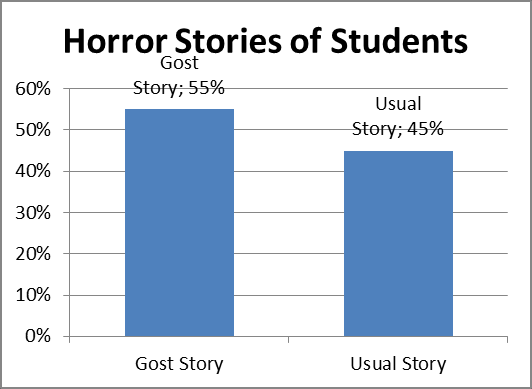 Horror Stories of Students
Gost
Story; 55%
Usual
Story; 45%
60%
50%
40%
30%
20%
10%
0%
Gost Story
Usual Story